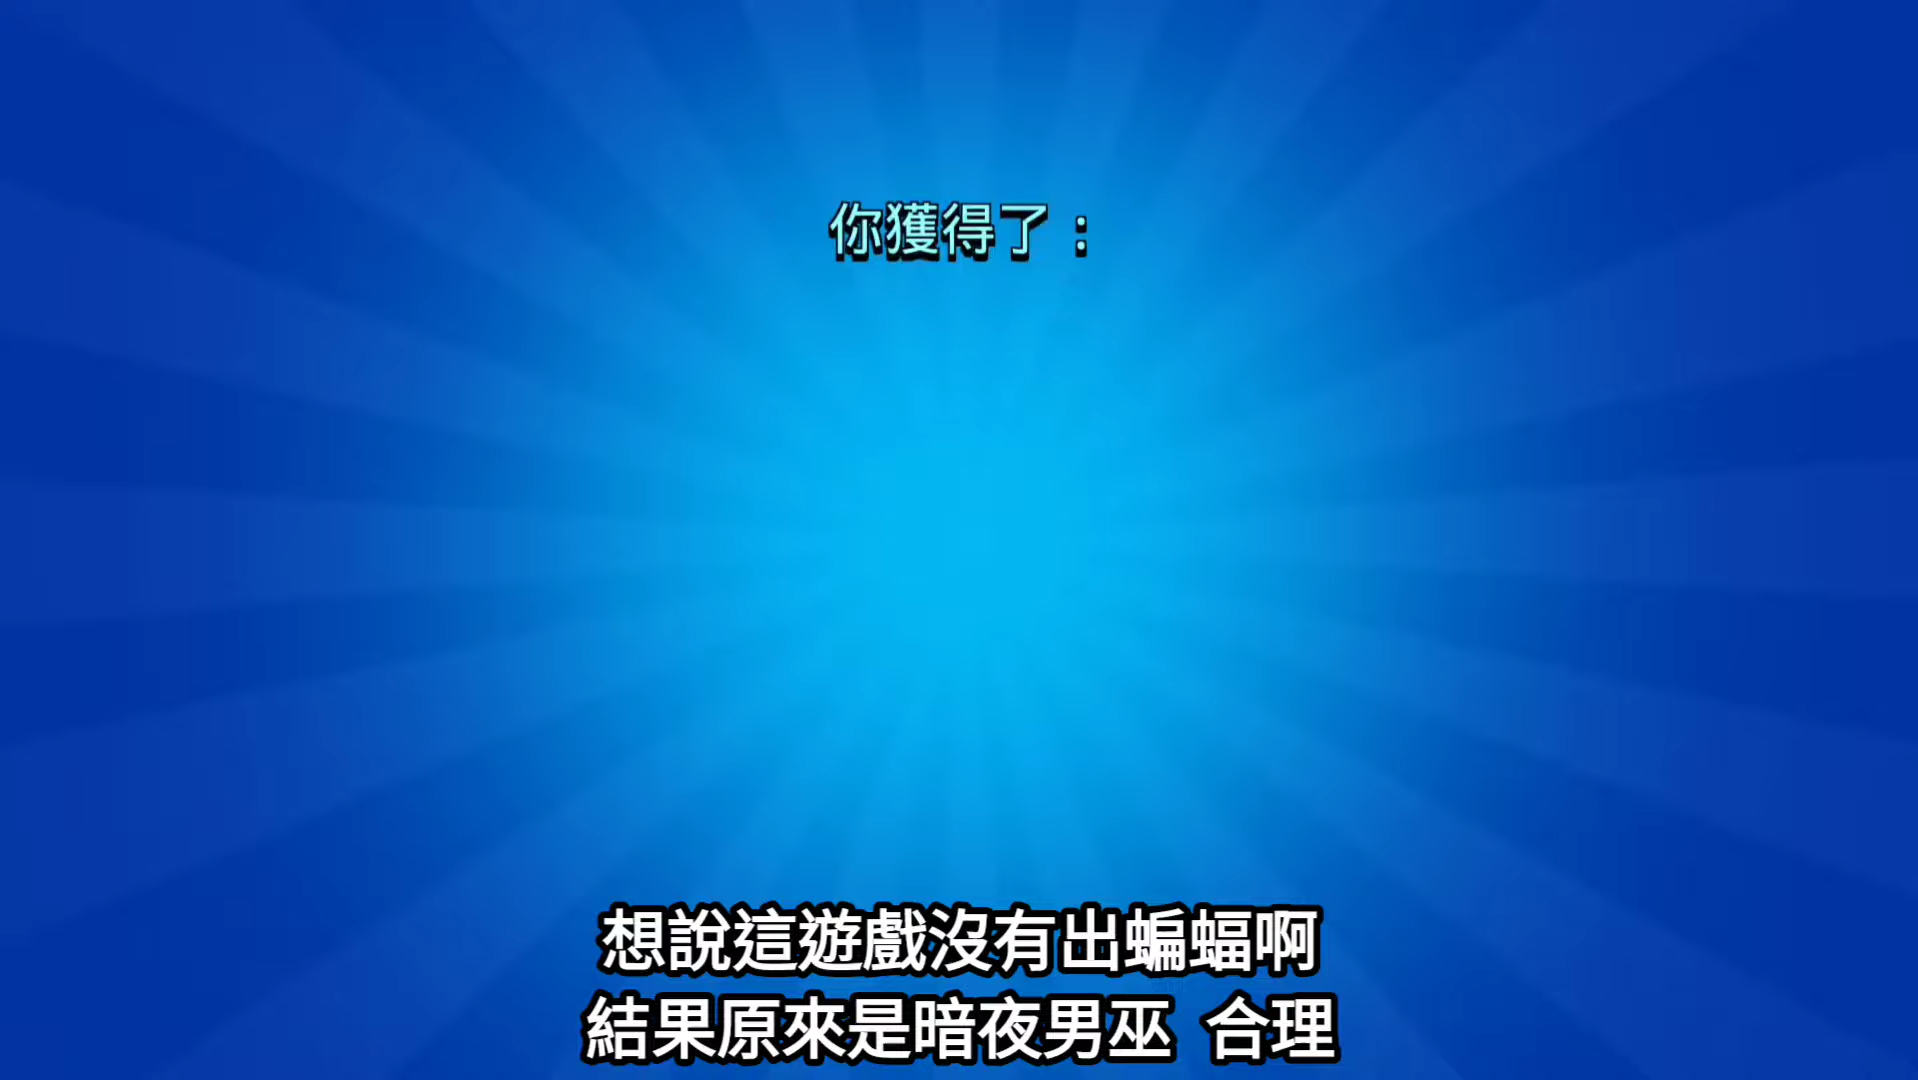 你獲得了：
想說這遊戲沒有出蝙蝠啊
結果原來是暗夜男巫 合理